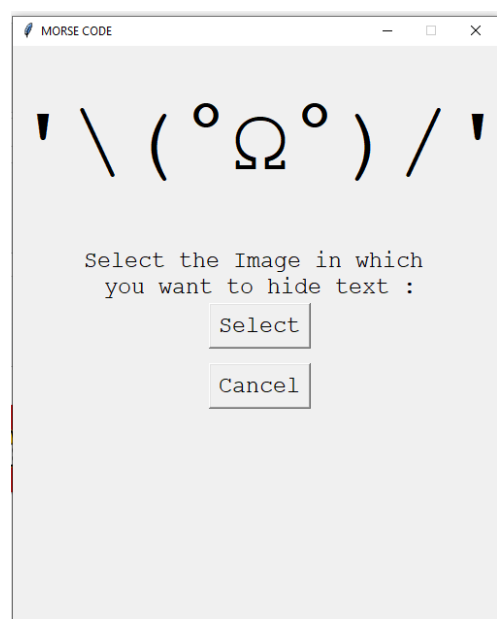 MORSE CODE
'\(°Ω°)/'
Select the Image in which
you want to hide text :
Select
Cancel